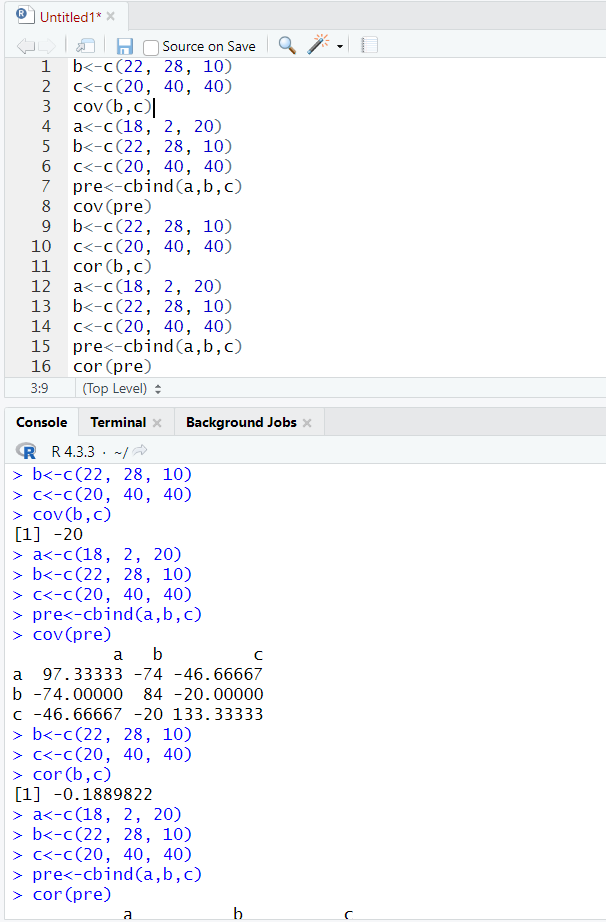 Untitled1*
Source on Save
1 b<-c(22, 28, 10)
2 c<-c(20, 40, 40)
3 cov(b,c)
4 a<-c(18, 2, 20)
5 b<-c(22, 28, 10)
6 c<-c(20, 40, 40)
7 pre<-cbind(a,b,c)
8 cov(pre)
9 b<-c(22, 28, 10)
10 c<-c(20, 40, 40)
11 cor(b,c)
12 a<-c(18, 2, 20)
13 b<-c(22, 28, 10)
14 c<-c(20, 40, 40)
15 pre<-cbind(a,b,c)
16 cor(pre)
3:9 (Top Level)
Console Terminal Background Jobs
R R 4.3.3 · ~/
> b<-c(22, 28, 10)
> c<-c(20, 40, 40)
> cov(b,c)
[1] -20
> a<-c(18, 2, 20)
> b<-c(22, 28, 10)
> c<-c(20, 40, 40)
> pre<-cbind(a,b,c)
> cov(pre)
a b c
a 97.33333 -74 -46.66667
b -74.00000 84 -20.00000
c -46.66667 -20 133.33333
> b<-c(22, 28, 10)
> c<-c(20, 40, 40)
> cor(b,c)
[1] -0.1889822
> a<-c(18, 2, 20)
> b<-c(22, 28, 10)
> c<-c(20, 40, 40)
> pre<-cbind(a,b,c)
> cor(pre)
a b c